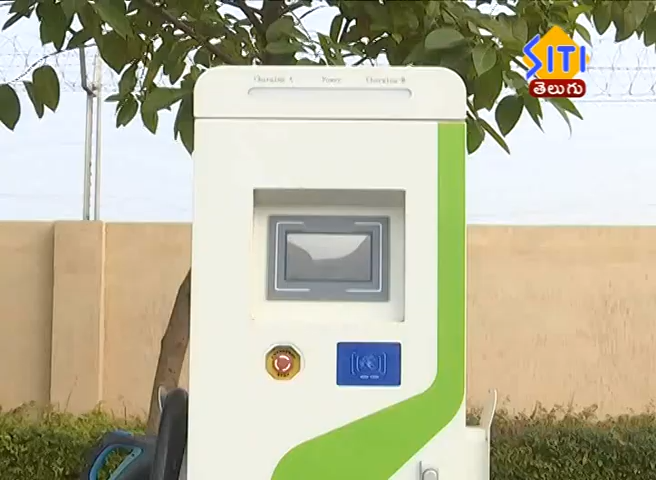 SITI
తెలుగు
Charging A Power Charging B